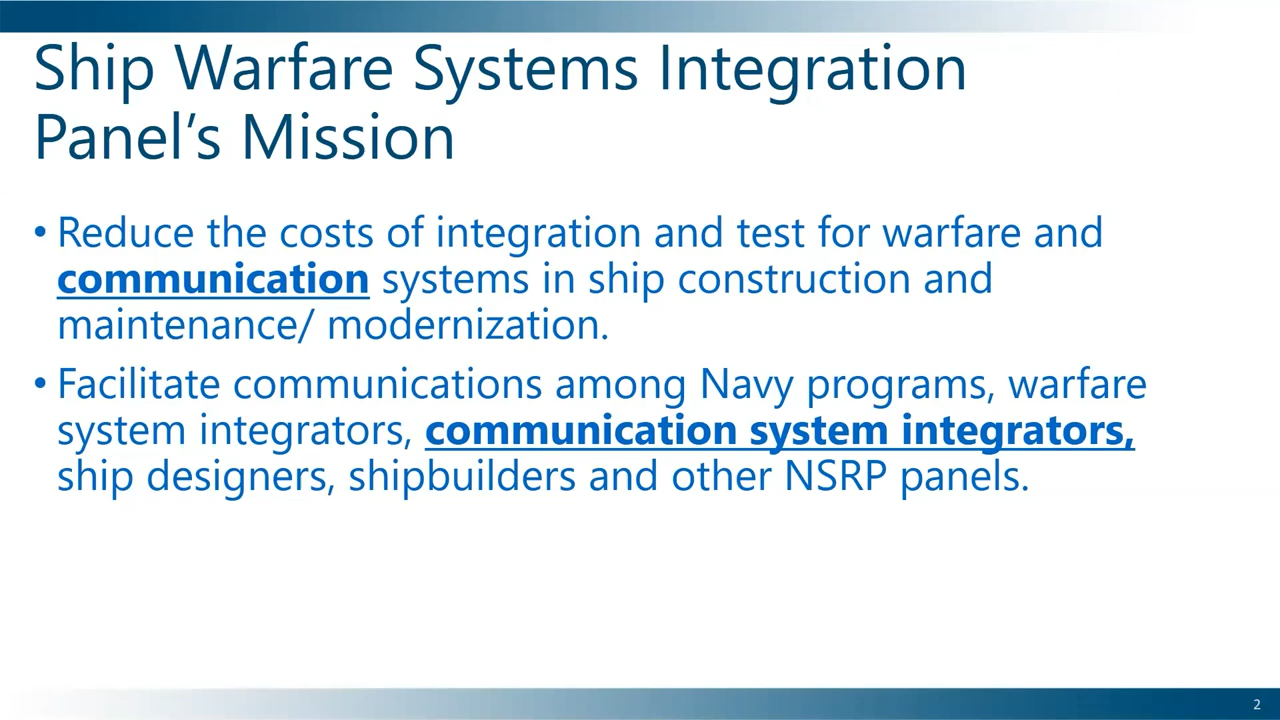 Ship Warfare Systems Integration
Panel’s Mission
• Reduce the costs of integration and test for warfare and
communication systems in ship construction and
maintenance/ modernization.
• Facilitate communications among Navy programs, warfare
system integrators, communication system integrators,
ship designers, shipbuilders and other NSRP panels.
2